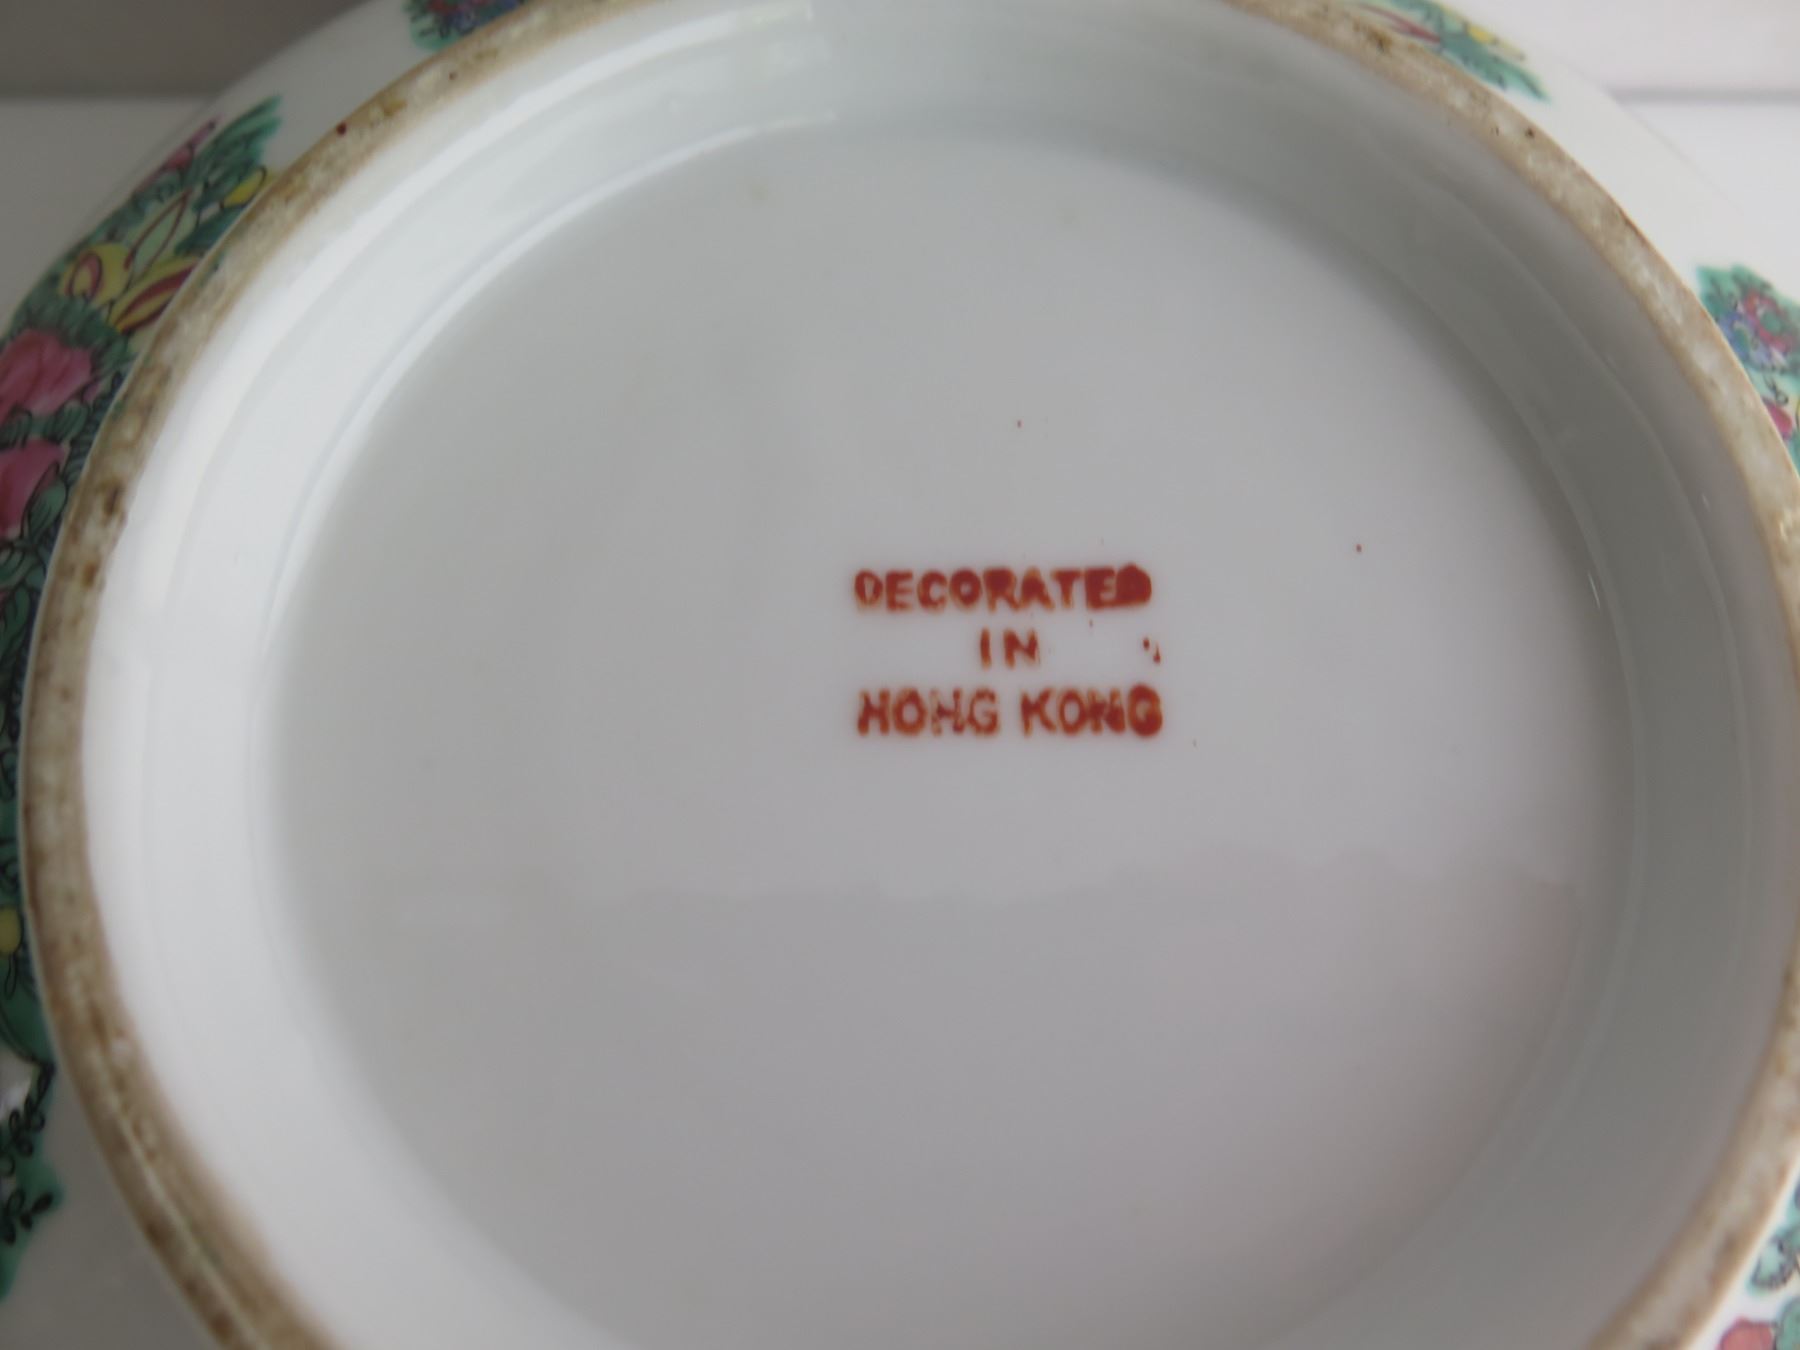 DECORATED
IN
HONG KONG